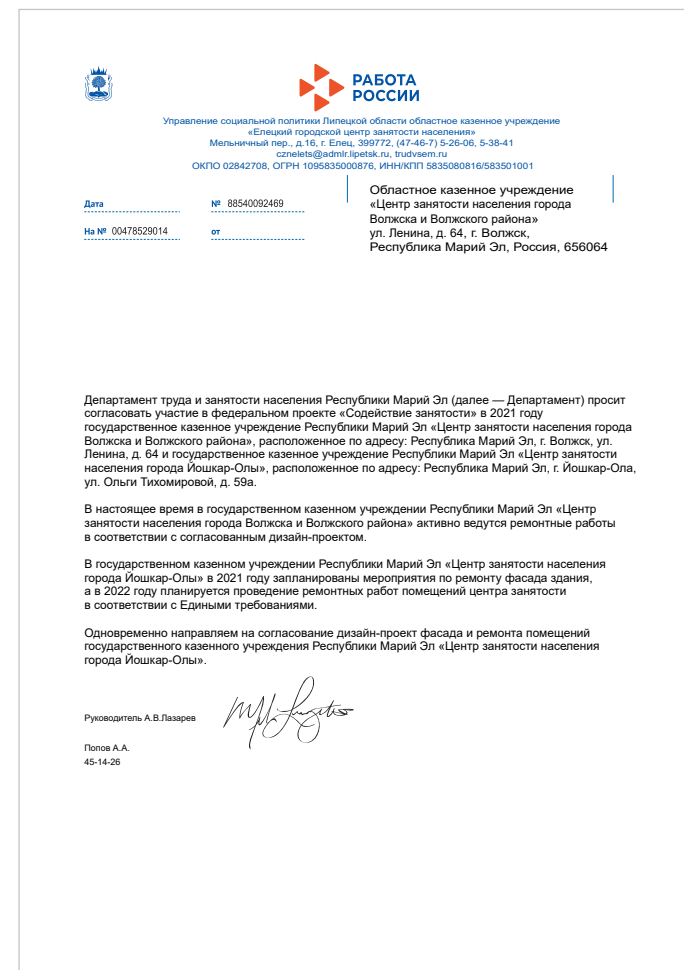 РАБОТА
РОССИИ
Управление социальной политики Липецкой области областное казенное учреждение
«Елецкий городской центр занятости населения»
Мельничный пер., д.16, г. Елец, 399772, (47-46-7) 5-26-06, 5-38-41
cznelets@admlr.lipetsk.ru, trudvsem.ru
ОКПО 02842708, ОГРН 1095835000876, ИНН/КПП 5835080816/583501001
Дата № 88540092469
На № 00478529014 от
Областное казенное учреждение
«Центр занятости населения города
Волжска и Волжского района»
ул. Ленина, д. 64, г. Волжск,
Республика Марий Эл, Россия, 656064
Департамент труда и занятости населения Республики Марий Эл (далее — Департамент) просит
согласовать участие в федеральном проекте «Содействие занятости» в 2021 году
государственное казенное учреждение Республики Марий Эл «Центр занятости населения города
Волжска и Волжского района», расположенное по адресу: Республика Марий Эл, г. Волжск, ул.
Ленина, д. 64 и государственное казенное учреждение Республики Марий Эл «Центр занятости
населения города Йошкар-Олы», расположенное по адресу: Республика Марий Эл, г. Йошкар-Ола,
ул. Ольги Тихомировой, д. 59а.
В настоящее время в государственном казенном учреждении Республики Марий Эл «Центр
занятости населения города Волжска и Волжского района» активно ведутся ремонтные работы
в соответствии с согласованным дизайн-проектом.
В государственном казенном учреждении Республики Марий Эл «Центр занятости населения
города Йошкар-Олы» в 2021 году запланированы мероприятия по ремонту фасада здания,
а в 2022 году планируется проведение ремонтных работ помещений центра занятости
в соответствии с Едиными требованиями.
Одновременно направляем на согласование дизайн-проект фасада и ремонта помещений
государственного казенного учреждения Республики Марий Эл «Центр занятости населения
города Йошкар-Олы».
Руководитель А.В.Лазарев
Попов А.А.
45-14-26